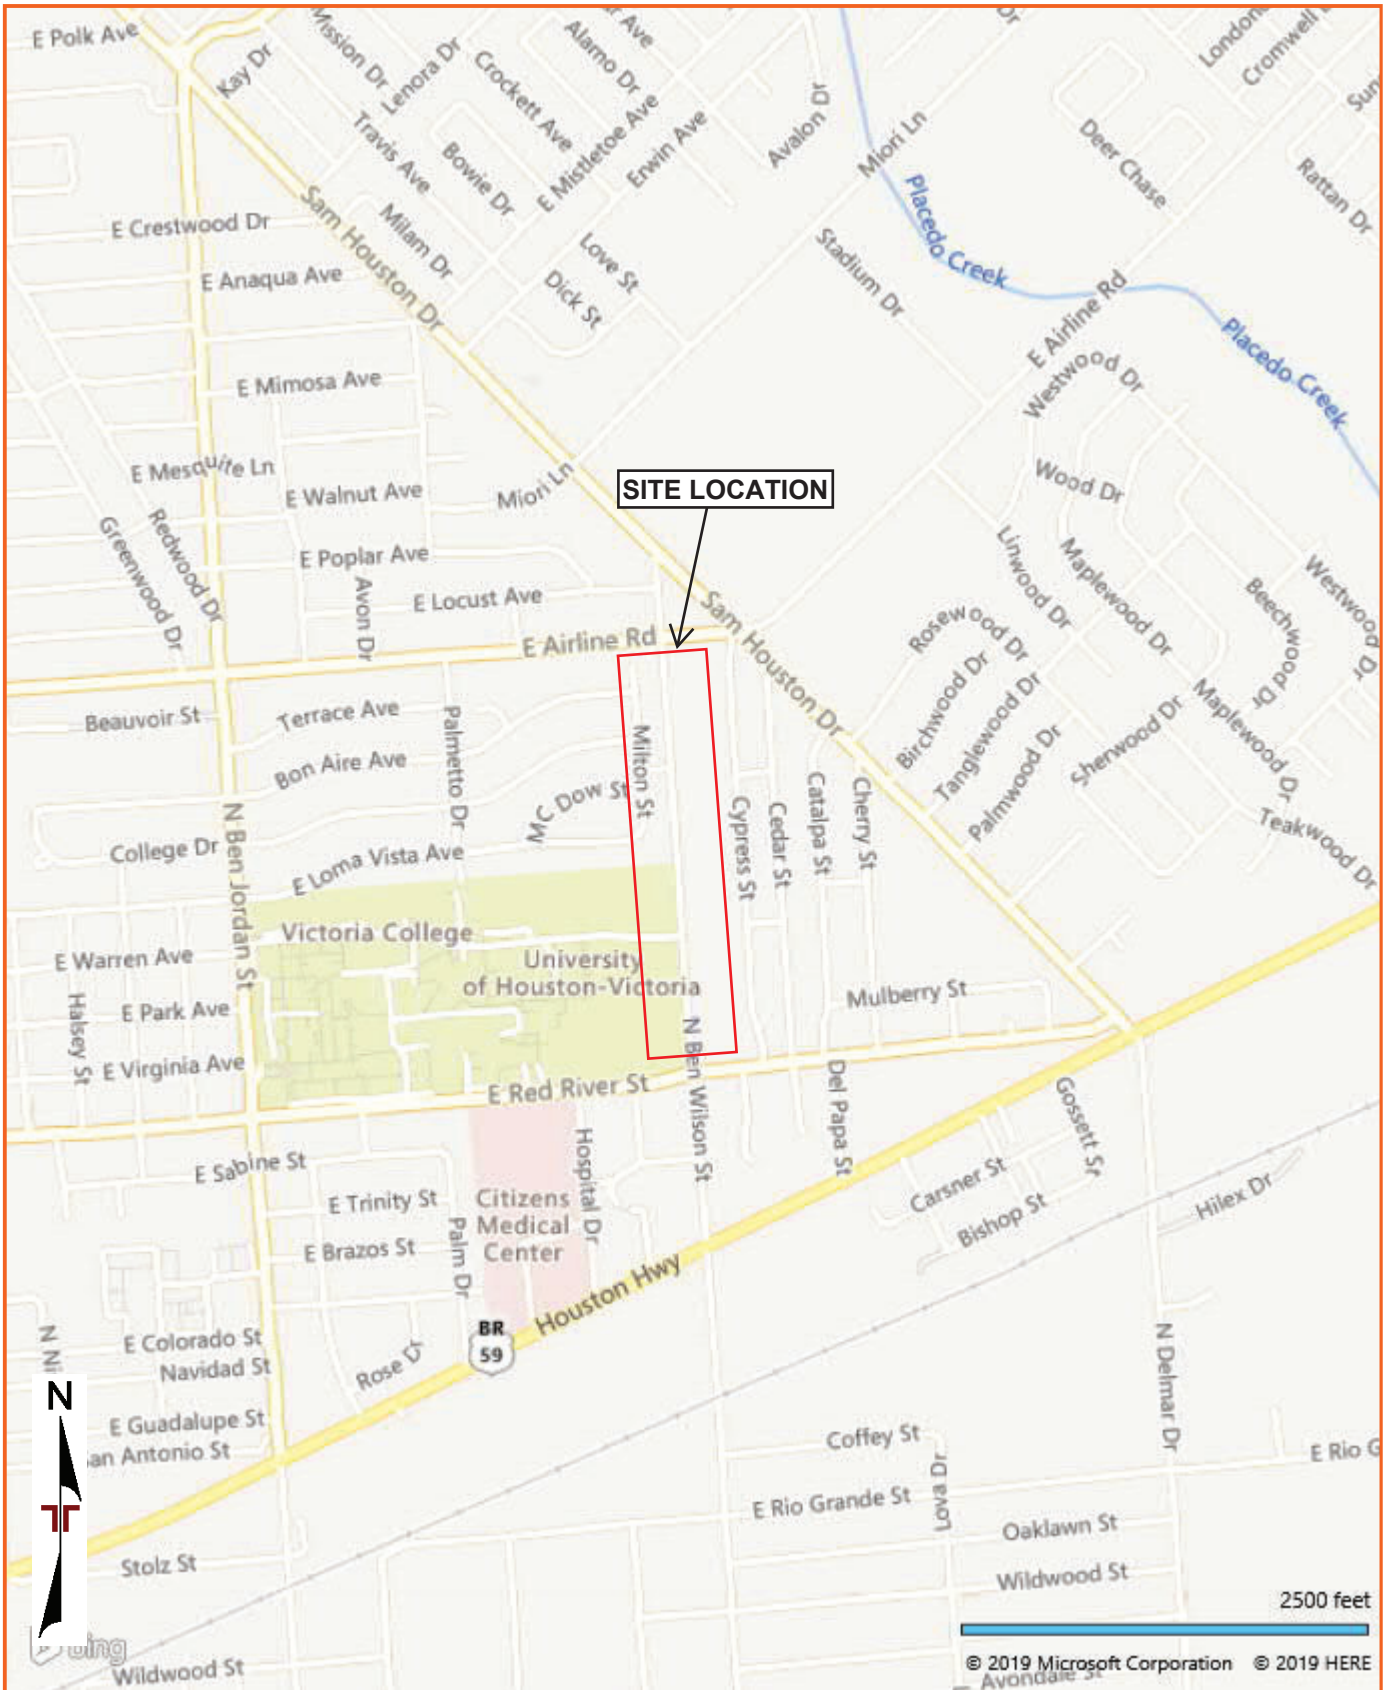 E Polk Ave
Kay Dr
Mission Dr
Lenora Dr
Crockett Ave
Alamo Dr
r Ave
Dr
London
Cromwell
Sun
Travis Ave
Bowie Dr
E Mistletoe Ave
Erwin Ave
Avalon Dr
Miori Ln
Deer Chase
Rattan Dr
E Crestwood Dr
Sam Houston Dr
Milam Dr
Love St
Dick St
Stadium Dr
Placedo Creek
E Anaqua Ave
E Airline Rd
Placedo Creek
E Mimosa Ave
Westwood Dr
E Mesquite Ln
E Walnut Ave
Miori Ln
SITE LOCATION
Wood Dr
Greenwood Dr
Redwood Dr
E Poplar Ave
Avon Dr
E Locust Ave
Linwood Dr
Maplewood Dr
Beechwood Dr
Westwood Dr
E Airline Rd
Sam Houston Dr
Rosewood Dr
Birchwood Dr
Tanglewood Dr
Palmwood Dr
Sherwood Dr
Maplewood Dr
Teakwood Dr
Beauvoir St
Terrace Ave
Palmetto Dr
Bon Aire Ave
Milton St
MC Dow St
Cypress St
Cedar St
Catalpa St
Cherry St
College Dr
N Ben Jordan St
E Loma Vista Ave
Victoria College
E Warren Ave
University
of Houston-Victoria
Halsey St
E Park Ave
Mulberry St
E Virginia Ave
N Ben Wilson St
E Red River St
Del Papa St
Gossett Sr
E Sabine St
Hospital Dr
Carsner St
Bishop St
Hilex Dr
E Trinity St
Citizens
Medical
Center
E Brazos St
Palm Dr
Houston Hwy
BR
59
N Ni
E Colorado St
Navidad St
Rose Dr
N Delmar Dr
N
E Guadalupe St
an Antonio St
Coffey St
E Rio G
E Rio Grande St
Lova Dr
Oaklawn St
Stolz St
Wildwood St
2500 feet
bing
Wildwood St
© 2019 Microsoft Corporation © 2019 HERE
Avondale St